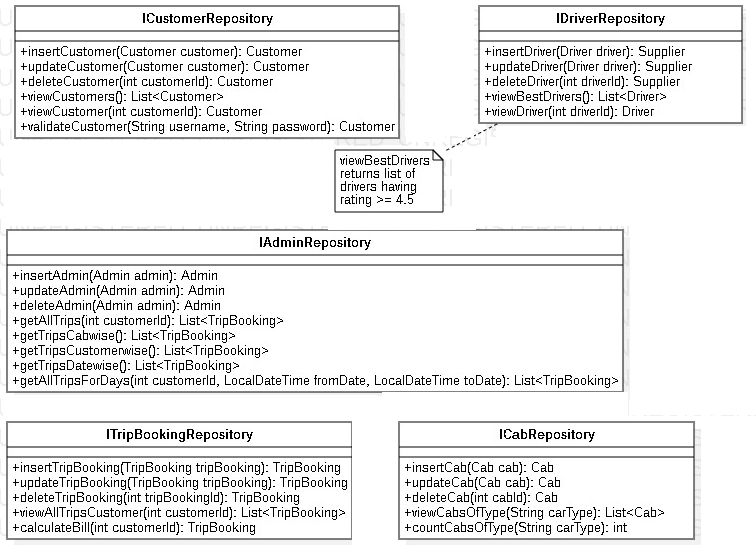 ICustomerRepository
+insertCustomer(Customer customer): Customer
+updateCustomer(Customer customer): Customer
+deleteCustomer(int customerId): Customer
+viewCustomers(): List<Customer>
+viewCustomer(int customerId): Customer
+validateCustomer(String username, String password): Customer
IDriverRepository
+insertDriver(Driver driver): Supplier
+updateDriver(Driver driver): Supplier
+deleteDriver(int driverId): Supplier
+viewBestDrivers(): List<Driver>
+viewDriver(int driverId): Driver
viewBestDrivers
returns list of
drivers having
rating >= 4.5
IAdminRepository
+insertAdmin(Admin admin): Admin
+updateAdmin(Admin admin): Admin
+deleteAdmin(Admin admin): Admin
+getAllTrips(int customerId): List<TripBooking>
+getTripsCabwise(): List<TripBooking>
+getTripsCustomerwise(): List<TripBooking>
+getTripsDatewise(): List<TripBooking>
+getAllTripsForDays(int customerId, LocalDateTime fromDate, LocalDateTime toDate): List<TripBooking>
ITripBookingRepository
+insertTripBooking(TripBooking tripBooking): TripBooking
+updateTripBooking(TripBooking tripBooking): TripBooking
+deleteTripBooking(int tripBookingId): TripBooking
+viewAllTripsCustomer(int customerId): List<TripBooking>
+calculateBill(int customerId): TripBooking
ICabRepository
+insertCab(Cab cab): Cab
+updateCab(Cab cab): Cab
+deleteCab(int cabId): Cab
+viewCabsOfType(String carType): List<Cab>
+countCabsOfType(String carType): int